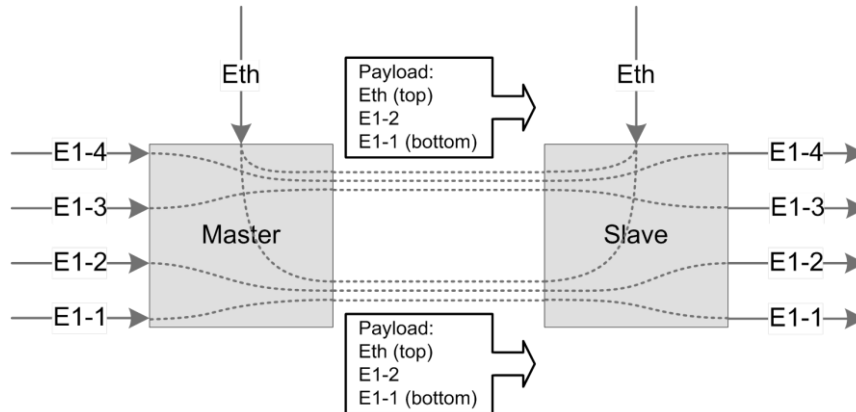 Eth
Payload:
Eth (top)
E1-2
E1-1 (bottom)
Eth
E1-4
E1-4
E1-3
E1-3
Master
Slave
E1-2
E1-2
E1-1
E1-1
Payload:
Eth (top)
E1-2
E1-1 (bottom)